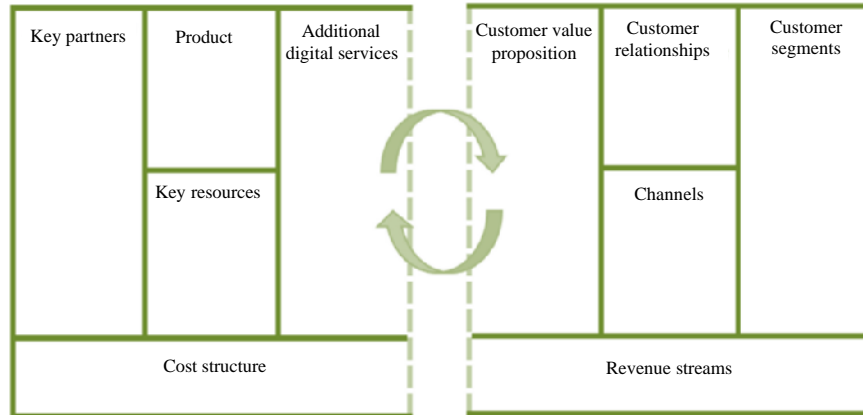 Key partners
Product
Additional
digital services
Key resources
Cost structure
Customer value
proposition
Customer
relationships
Customer
segments
Channels
Revenue streams